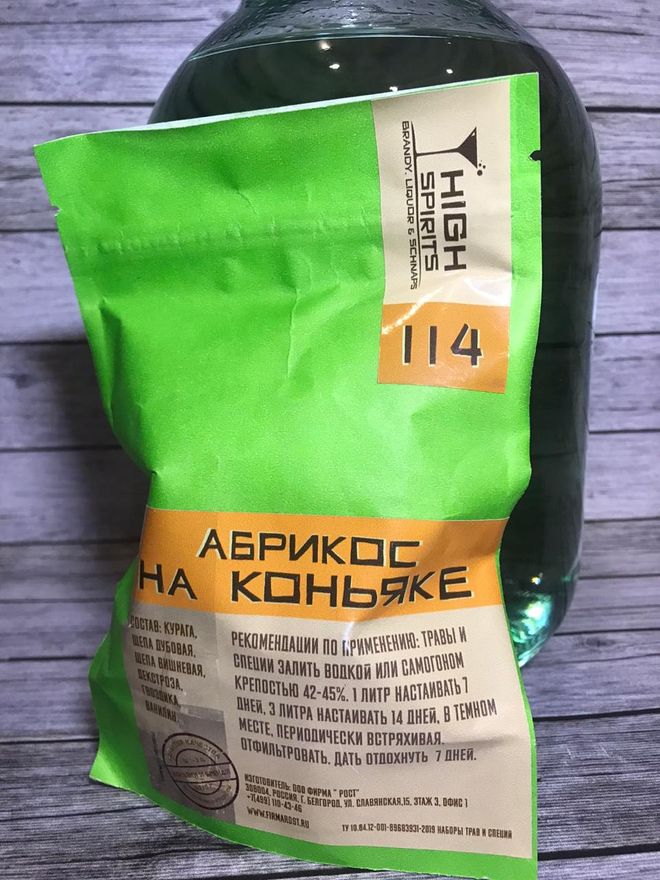 HIGH
SPIRITS
BRANDY, LIQUOR & SCHNAPS
114
АБРИКОС
НА КОНЬЯКЕ
СОСТАВ: КУРАГА,
ЩЕПА ДУБОВАЯ,
ЩЕПА ВИШНЕВАЯ,
ДЕКСТРОЗА,
ГВОЗДИКА,
ВАНИЛИН.
РЕКОМЕНДАЦИИ ПО ПРИМЕНЕНИЮ: ТРАВЫ И
СПЕЦИИ ЗАЛИТЬ ВОДКОЙ ИЛИ САМОГОНОМ
КРЕПОСТЬЮ 42-45%. 1 ЛИТР НАСТАИВАТЬ 7
ДНЕЙ, 3 ЛИТРА НАСТАИВАТЬ 14 ДНЕЙ, В ТЕМНОМ
МЕСТЕ, ПЕРИОДИЧЕСКИ ВСТРЯХИВАЯ.
ОТФИЛЬТРОВАТЬ. ДАТЬ ОТДОХНУТЬ 7 ДНЕЙ.
КАЧЕСТВА
ИЗГОТОВИТЕЛЬ: ООО ФИРМА " РОСТ"
308004, РОССИЯ, Г. БЕЛГОРОД, УЛ. СЛАВЯНСКАЯ,15, ЭТАЖ 3, ОФИС 1
+7(499) 110-43-46
WWW.FIRMAROST.RU
ТУ 10.84.12-001-89683931-2019 НАБОРЫ ТРАВ И СПЕЦИЙ